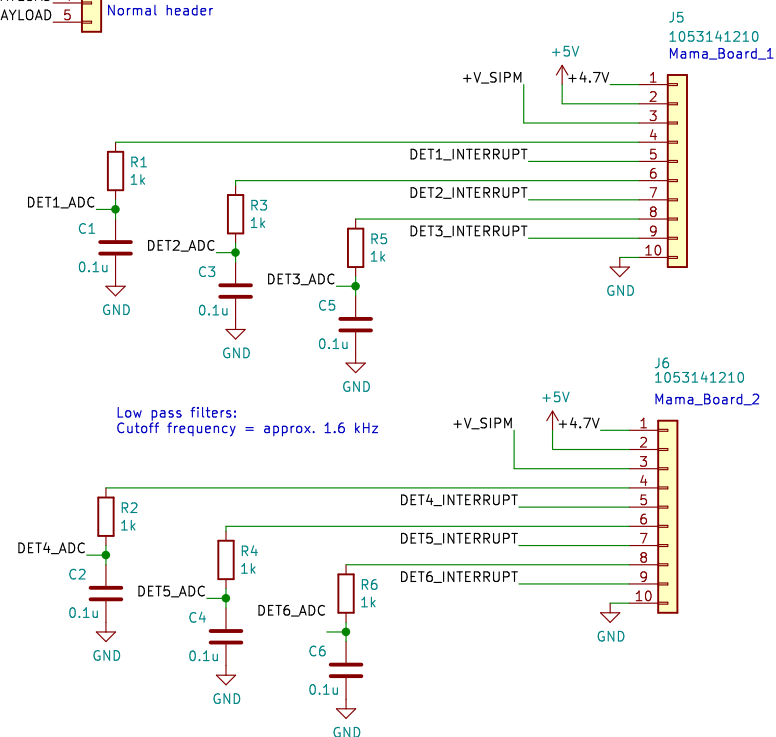 AYLOAD 5
Normal header
J5
1053141210
Mama_Board_1
+5V
+V_SIPM
+4.7V
1
2
3
4
5
6
7
8
9
10
DET1_INTERRUPT
DET2_INTERRUPT
DET3_INTERRUPT
GND
R1
1k
DET1_ADC
C1
0.1u
GND
R3
1k
DET2_ADC
C3
0.1u
GND
R5
1k
DET3_ADC
C5
0.1u
GND
Low pass filters:
Cutoff frequency = approx. 1.6 kHz
J6
1053141210
Mama_Board_2
+5V
+V_SIPM
+4.7V
1
2
3
4
5
6
7
8
9
10
DET4_INTERRUPT
DET5_INTERRUPT
DET6_INTERRUPT
GND
R2
1k
DET4_ADC
C2
0.1u
GND
R4
1k
DET5_ADC
C4
0.1u
GND
R6
1k
DET6_ADC
C6
0.1u
GND